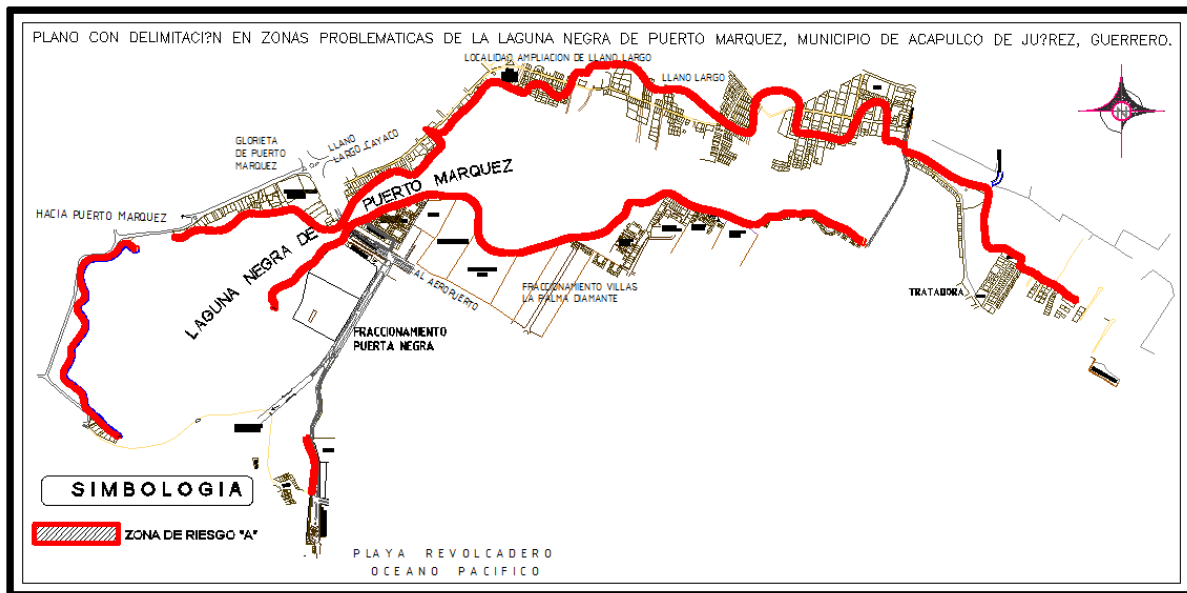 PLANO CON DELIMITACI?N EN ZONAS PROBLEMATICAS DE LA LAGUNA NEGRA DE PUERTO MARQUEZ, MUNICIPIO DE ACAPULCO DE JU?REZ, GUERRERO.
LOCALIDAD AMPLIACION DE LLANO LARGO
LLANO LARGO
GLORIETA
DE PUERTO
MARQUEZ
LLANO
LARGO CAYACO
HACIA PUERTO MARQUEZ
LAGUNA NEGRA DE PUERTO MARQUEZ
AL AEROPUERTO
FRACCIONAMIENTO VILLAS
LA PALMA DIAMANTE
TRATADORA
FRACCIONAMIENTO
PUERTA NEGRA
SIMBOLOGIA
ZONA DE RIESGO "A"
PLAYA REVOLCADERO
OCEANO PACIFICO